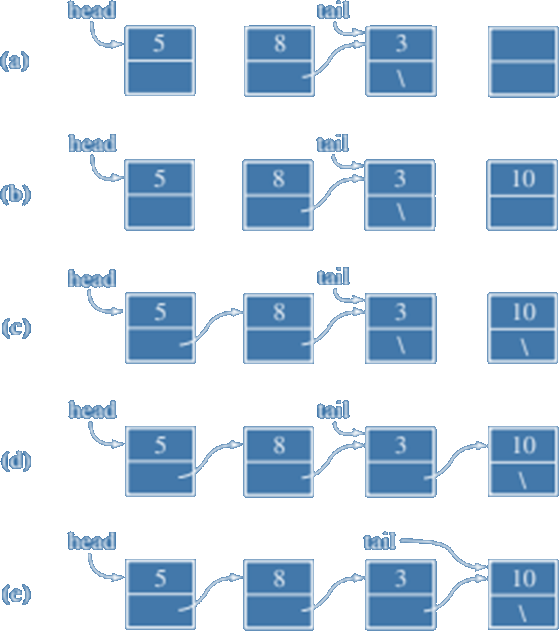 head tail
(a) 5 8 3
\
head tail
(b) 5 8 3 10
\
head tail
(c) 5 8 3 10
\ \
head tail
(d) 5 8 3 10
\
head tail
(e) 5 8 3 10
\